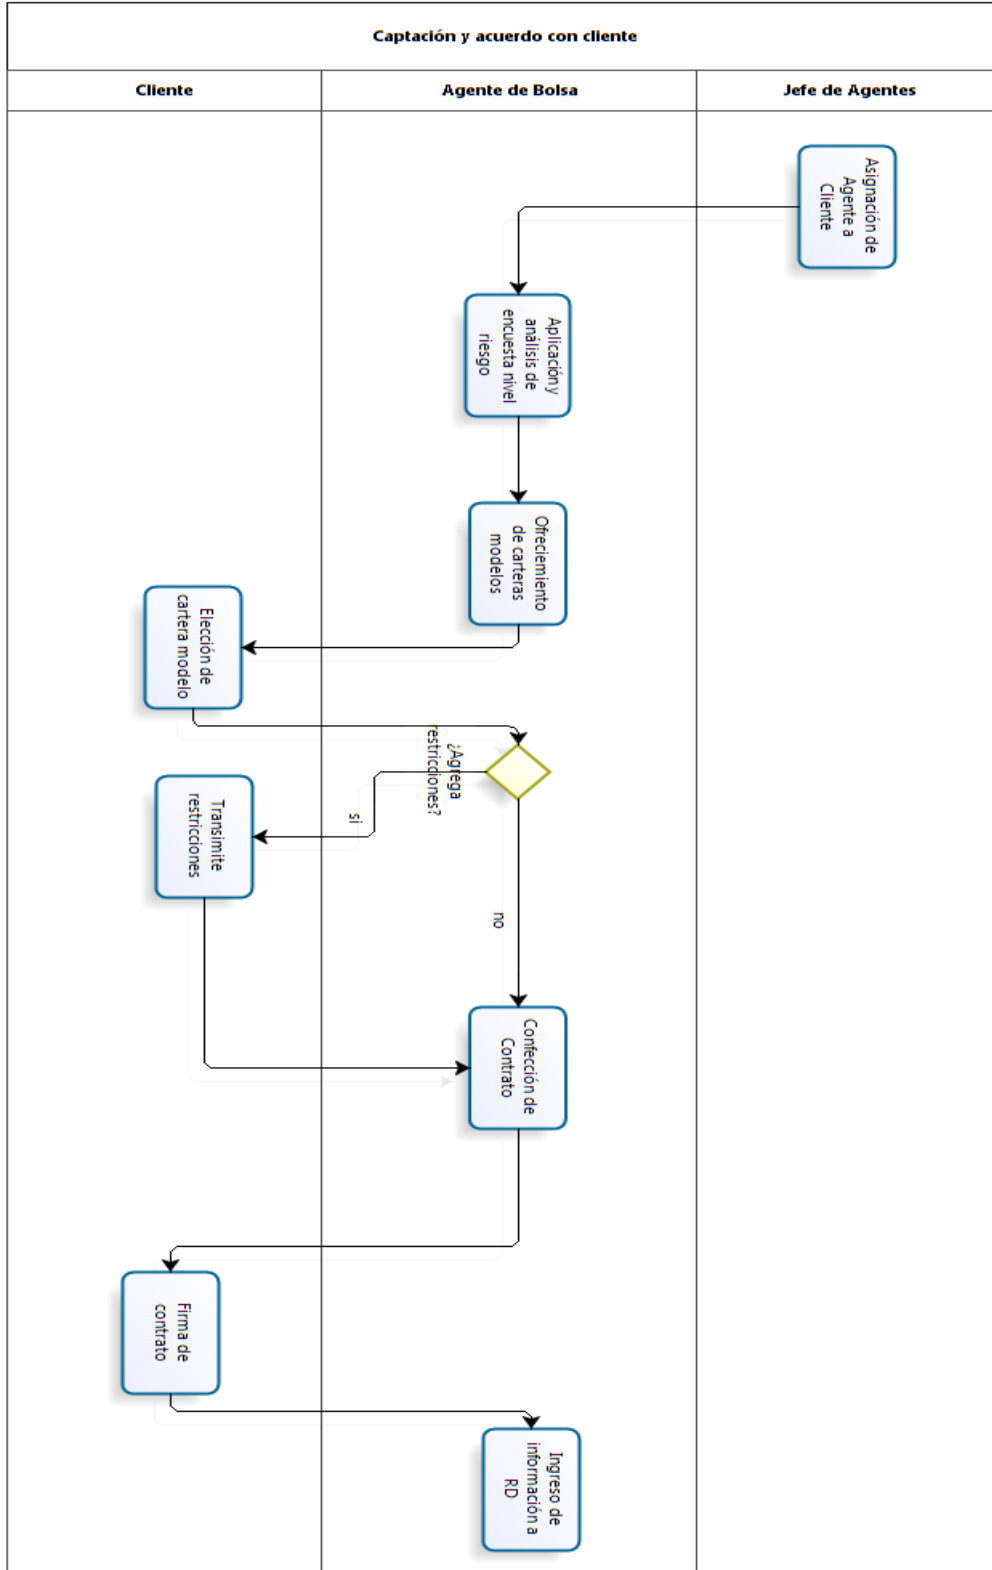 Captación y acuerdo con cliente
Cliente
Agente de Bolsa
Jefe de Agentes
Asignación de
Agente a
Cliente
Aplicación y
análisis de
encuesta nivel
riesgo
Ofreciemiento
de carteras
modelos
Elección de
cartera modelo
¿Agrega
restricciones?
si
Transimite
restricciones
no
Confección de
Contrato
Firma de
contrato
Ingreso de
información a
RD